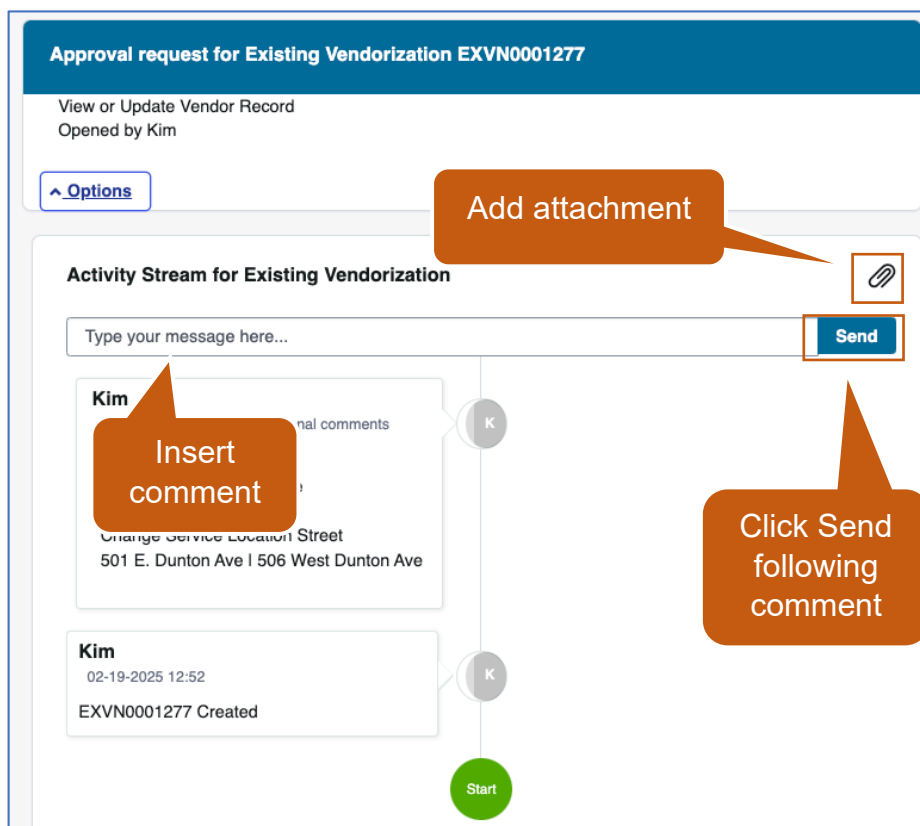 Approval request for Existing Vendorization EXVN0001277
View or Update Vendor Record
Opened by Kim
Options
Add attachment
Activity Stream for Existing Vendorization
Type your message here...
Send
Kim
nal comments
K
Insert
comment
Change Service Location Street
501 E. Dunton Ave | 506 West Dunton Ave
Click Send
following
comment
Kim
02-19-2025 12:52
K
EXVN0001277 Created
Start